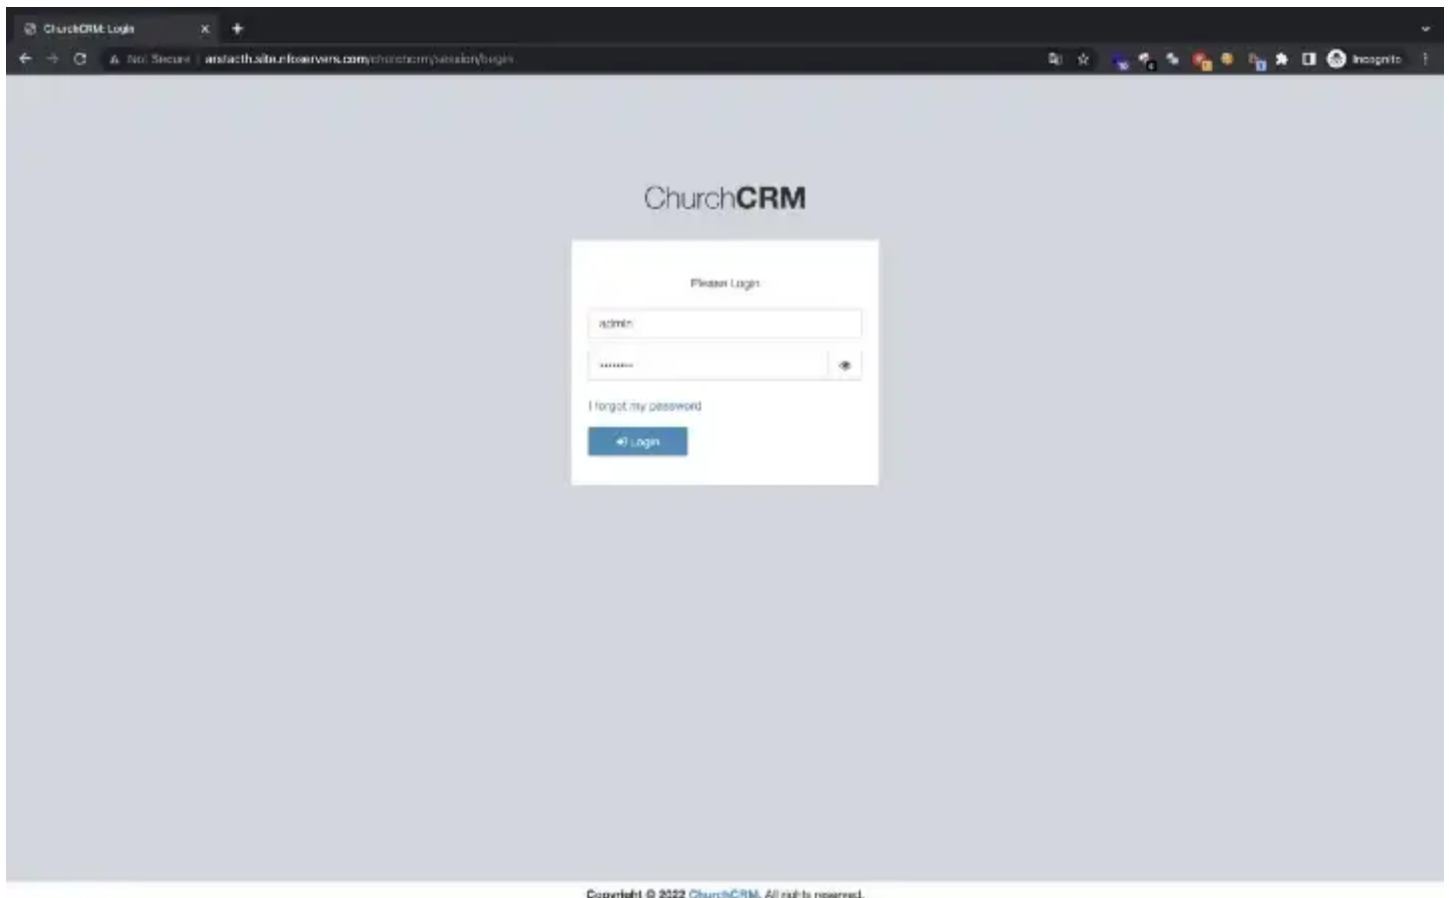 ChurchCRM: Login
Not Secure
Incognito
ChurchCRM
Please Login
admin
I forgot my password
Login
Copyright © 2022 ChurchCRM. All rights reserved.